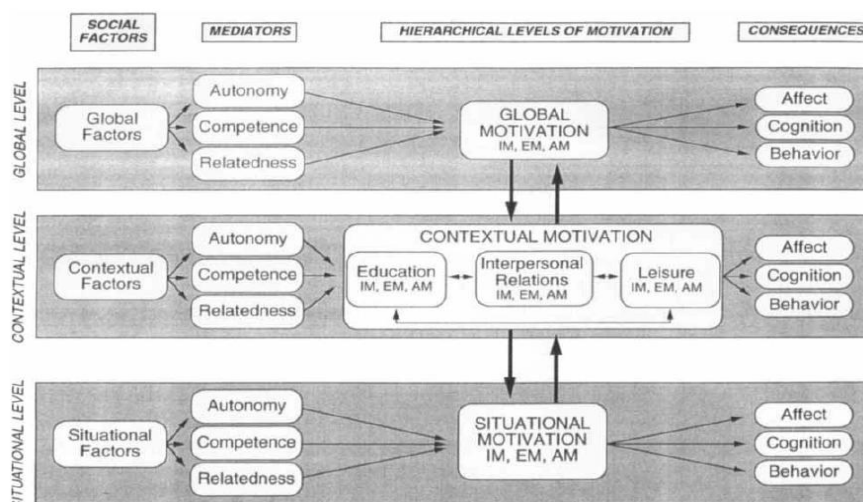 SOCIAL
FACTORS
MEDIATORS
HIERARCHICAL LEVELS OF MOTIVATION
CONSEQUENCES
GLOBAL LEVEL
Global
Factors
Autonomy
Competence
Relatedness
GLOBAL
MOTIVATION
IM, EM, AM
Affect
Cognition
Behavior
CONTEXTUAL LEVEL
Contextual
Factors
Autonomy
Competence
Relatedness
CONTEXTUAL MOTIVATION
Education
IM, EM, AM
Interpersonal
Relations
IM, EM, AM
Leisure
IM, EM, AM
Affect
Cognition
Behavior
SITUATIONAL LEVEL
Situational
Factors
Autonomy
Competence
Relatedness
SITUATIONAL
MOTIVATION
IM, EM, AM
Affect
Cognition
Behavior